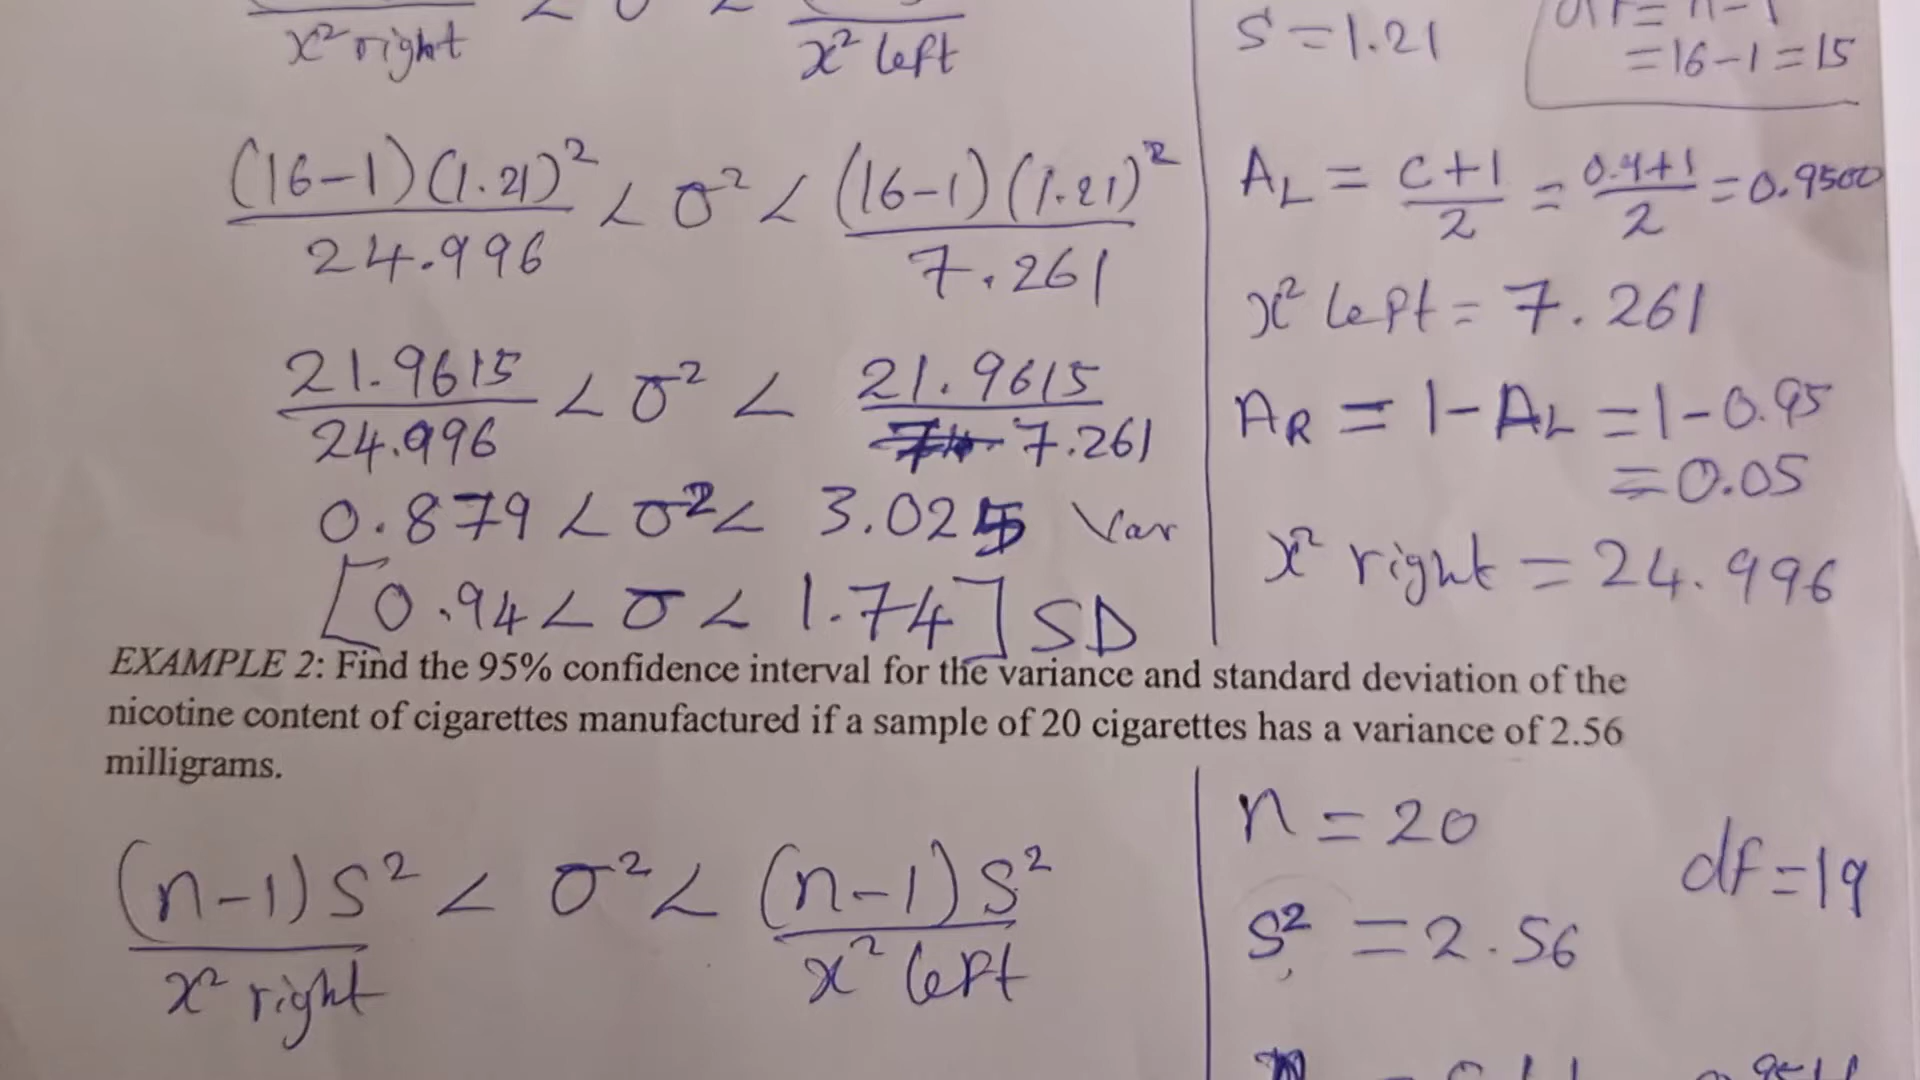 x² right < σ² < x² left
(16-1)(1.21)² / 24.996 < σ² < (16-1)(1.21)² / 7.261
21.9615 / 24.996 < σ² < 21.9615 / 7.261
0.879 < σ² < 3.025 Var
[0.94 < σ < 1.74] SD
S = 1.21
df = n-1
= 16-1 = 15
A_L = C+1 / 2 = 0.9+1 / 2 = 0.9500
x² left = 7.261
A_R = 1 - A_L = 1 - 0.95
= 0.05
x² right = 24.996
EXAMPLE 2: Find the 95% confidence interval for the variance and standard deviation of the
nicotine content of cigarettes manufactured if a sample of 20 cigarettes has a variance of 2.56
milligrams.
(n-1)S² / x² right < σ² < (n-1)S² / x² left
n = 20
df = 19
S² = 2.56